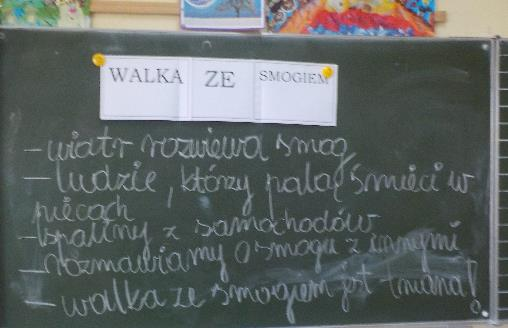 WALKA ZE SMOGIEM
- wiatr rozwiewa smog
- ludzie, którzy palą śmieci w
piecach
- spaliny z samochodów
- rozmawiamy o smogu z innymi
- walka ze smogiem jest